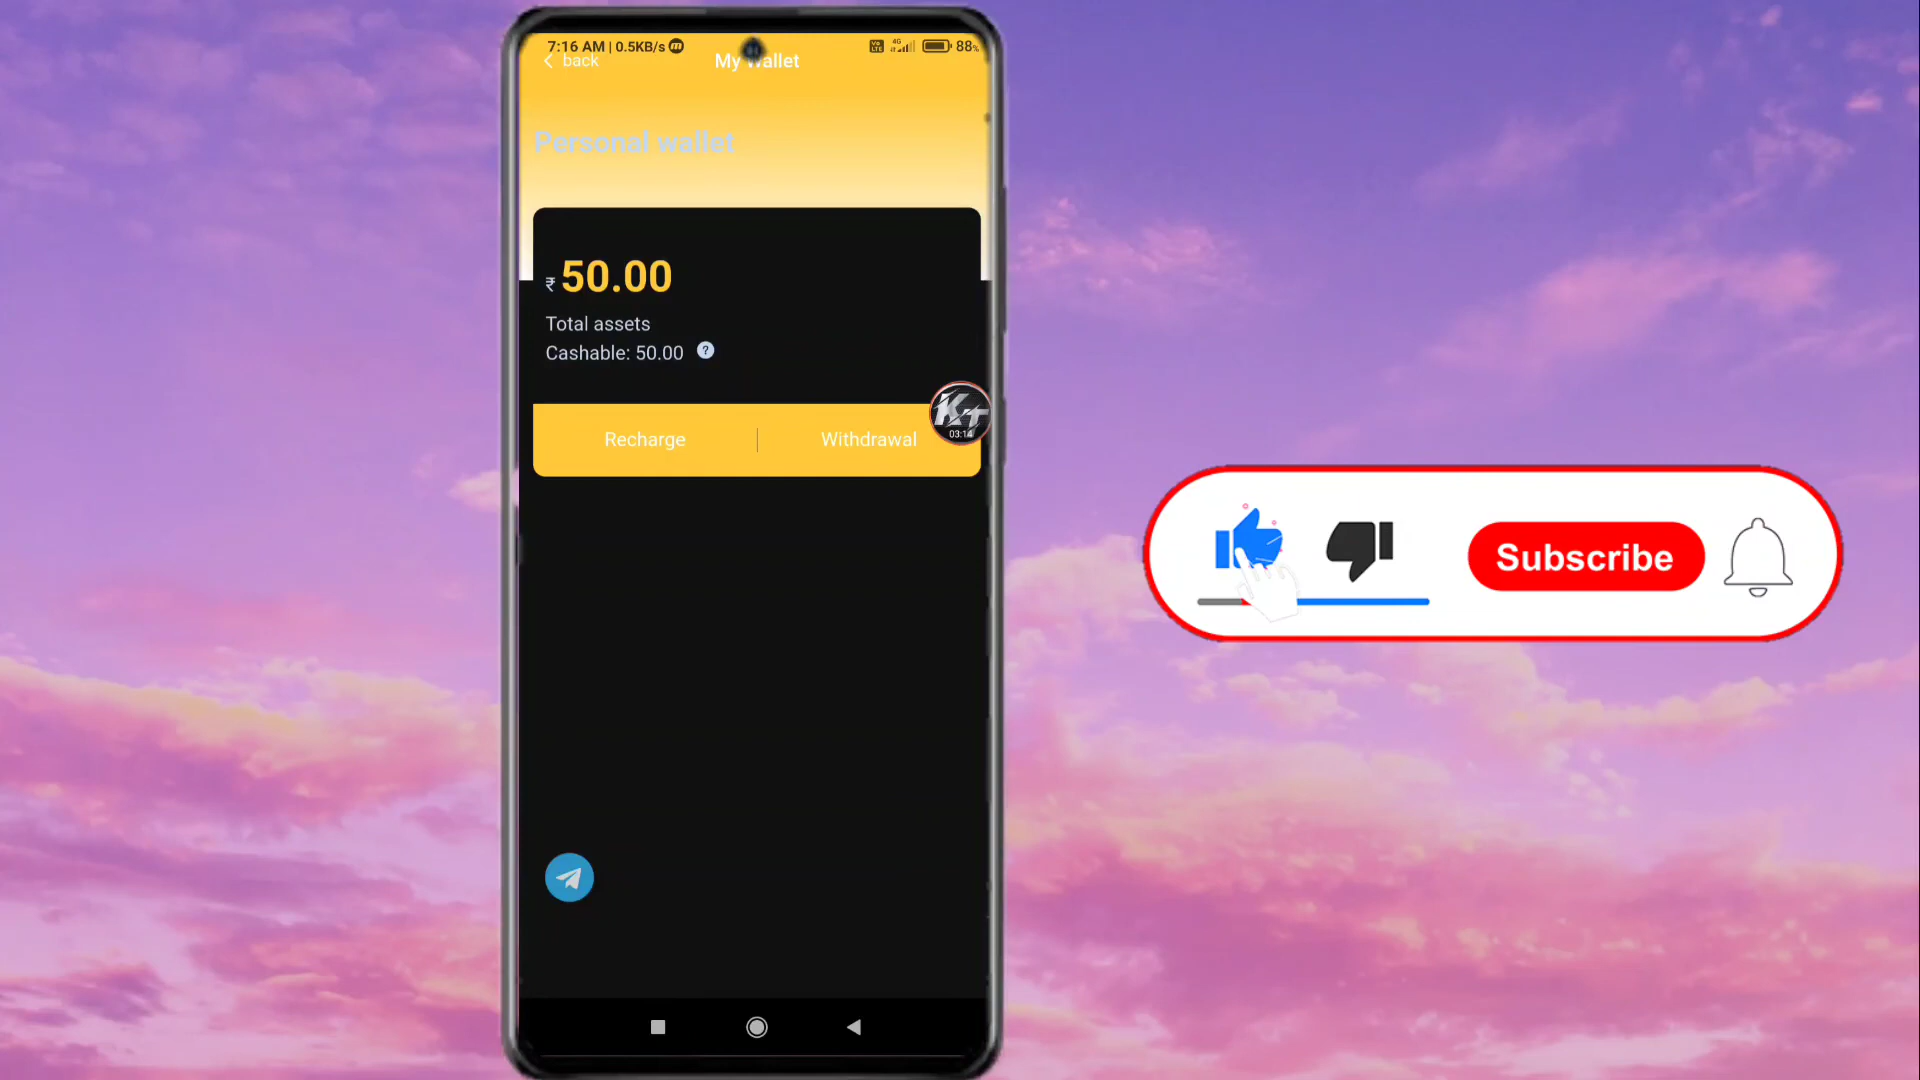 7:16 AM | 0.5KB/s
88%
back
My Wallet
Personal wallet
₹ 50.00
Total assets
Cashable: 50.00 ?
KT
03:14
Recharge
Withdrawal
Subscribe